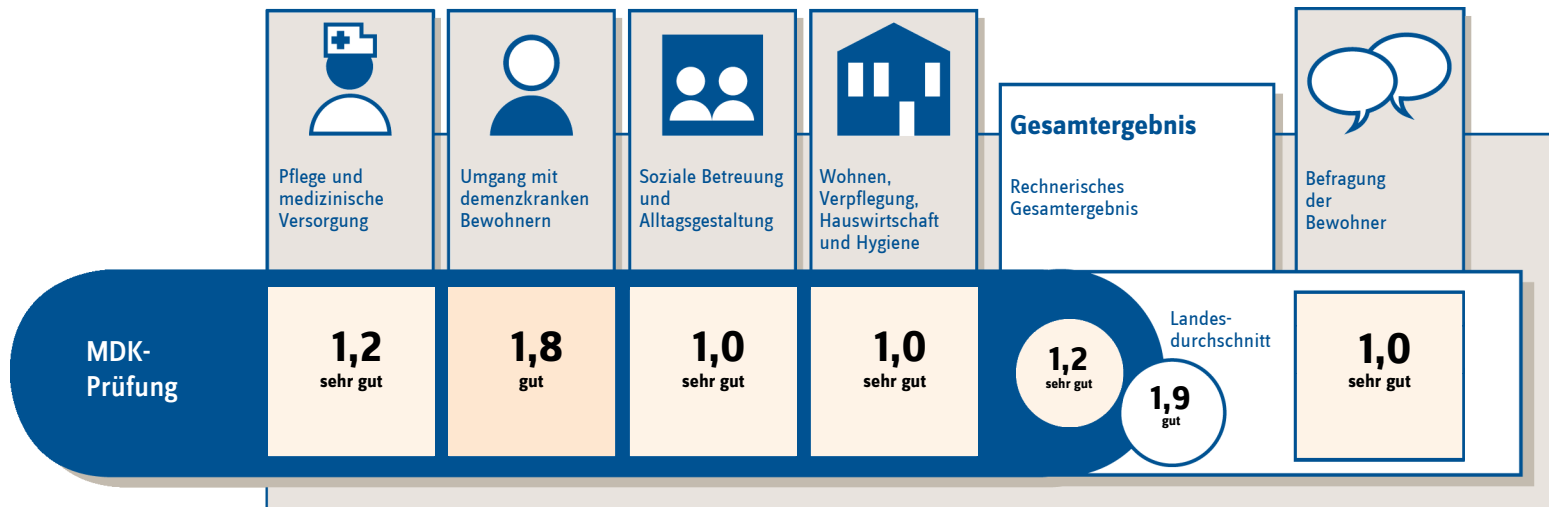 Pflege und
medizinische
Versorgung
Umgang mit
demenzkranken
Bewohnern
Soziale Betreuung
und
Alltagsgestaltung
Wohnen,
Verpflegung,
Hauswirtschaft
und Hygiene
Gesamtergebnis
Rechnerisches
Gesamtergebnis
Befragung
der
Bewohner
MDK-
Prüfung
1,2
sehr gut
1,8
gut
1,0
sehr gut
1,0
sehr gut
1,2
sehr gut
Landes-
durchschnitt
1,9
gut
1,0
sehr gut